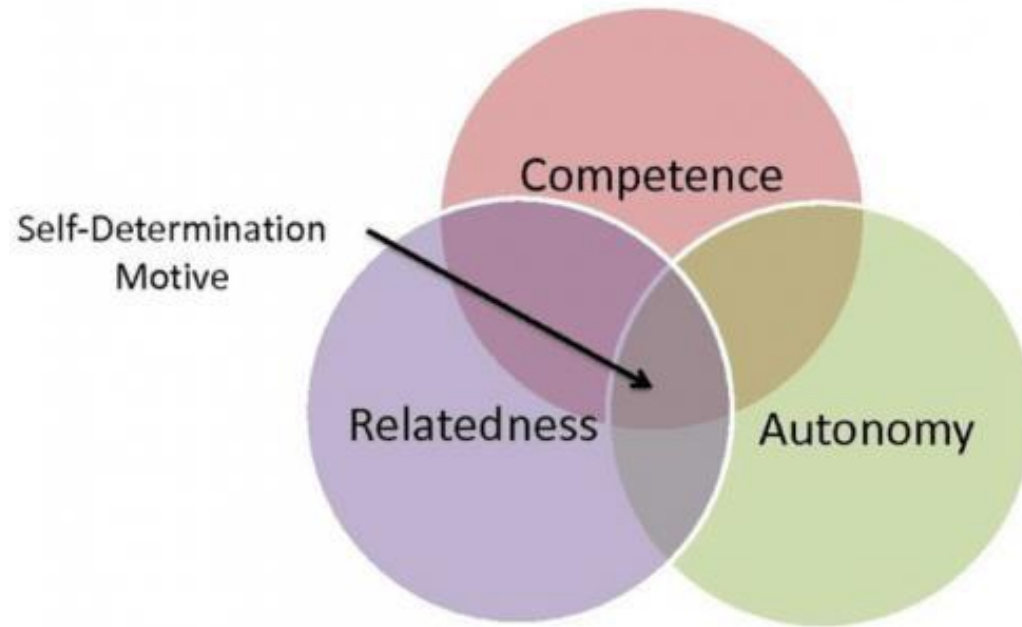 Competence
Self-Determination
Motive
Relatedness
Autonomy